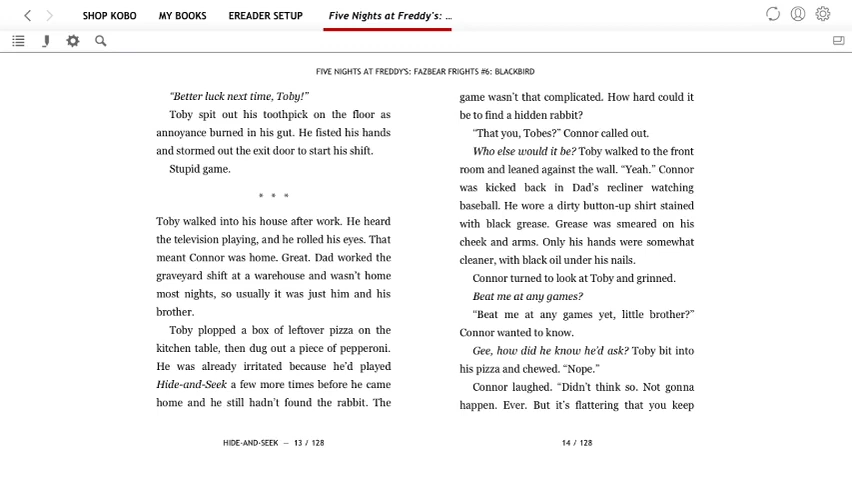 SHOP KOBO
MY BOOKS
EREADER SETUP
Five Nights at Freddy's: ...
FIVE NIGHTS AT FREDDY'S: FAZBEAR FRIGHTS #6: BLACKBIRD
“Better luck next time, Toby!”
Toby spit out his toothpick on the floor as
annoyance burned in his gut. He fisted his hands
and stormed out the exit door to start his shift.
Stupid game.
* * *
Toby walked into his house after work. He heard
the television playing, and he rolled his eyes. That
meant Connor was home. Great. Dad worked the
graveyard shift at a warehouse and wasn’t home
most nights, so usually it was just him and his
brother.
Toby plopped a box of leftover pizza on the
kitchen table, then dug out a piece of pepperoni.
He was already irritated because he’d played
Hide-and-Seek a few more times before he came
home and he still hadn’t found the rabbit. The
HIDE-AND-SEEK — 13 / 128
game wasn’t that complicated. How hard could it
be to find a hidden rabbit?
“That you, Tobes?” Connor called out.
Who else would it be? Toby walked to the front
room and leaned against the wall. “Yeah.” Connor
was kicked back in Dad’s recliner watching
baseball. He wore a dirty button-up shirt stained
with black grease. Grease was smeared on his
cheek and arms. Only his hands were somewhat
cleaner, with black oil under his nails.
Connor turned to look at Toby and grinned.
Beat me at any games?
“Beat me at any games yet, little brother?”
Connor wanted to know.
Gee, how did he know he’d ask? Toby bit into
his pizza and chewed. “Nope.”
Connor laughed. “Didn’t think so. Not gonna
happen. Ever. But it’s flattering that you keep
14 / 128